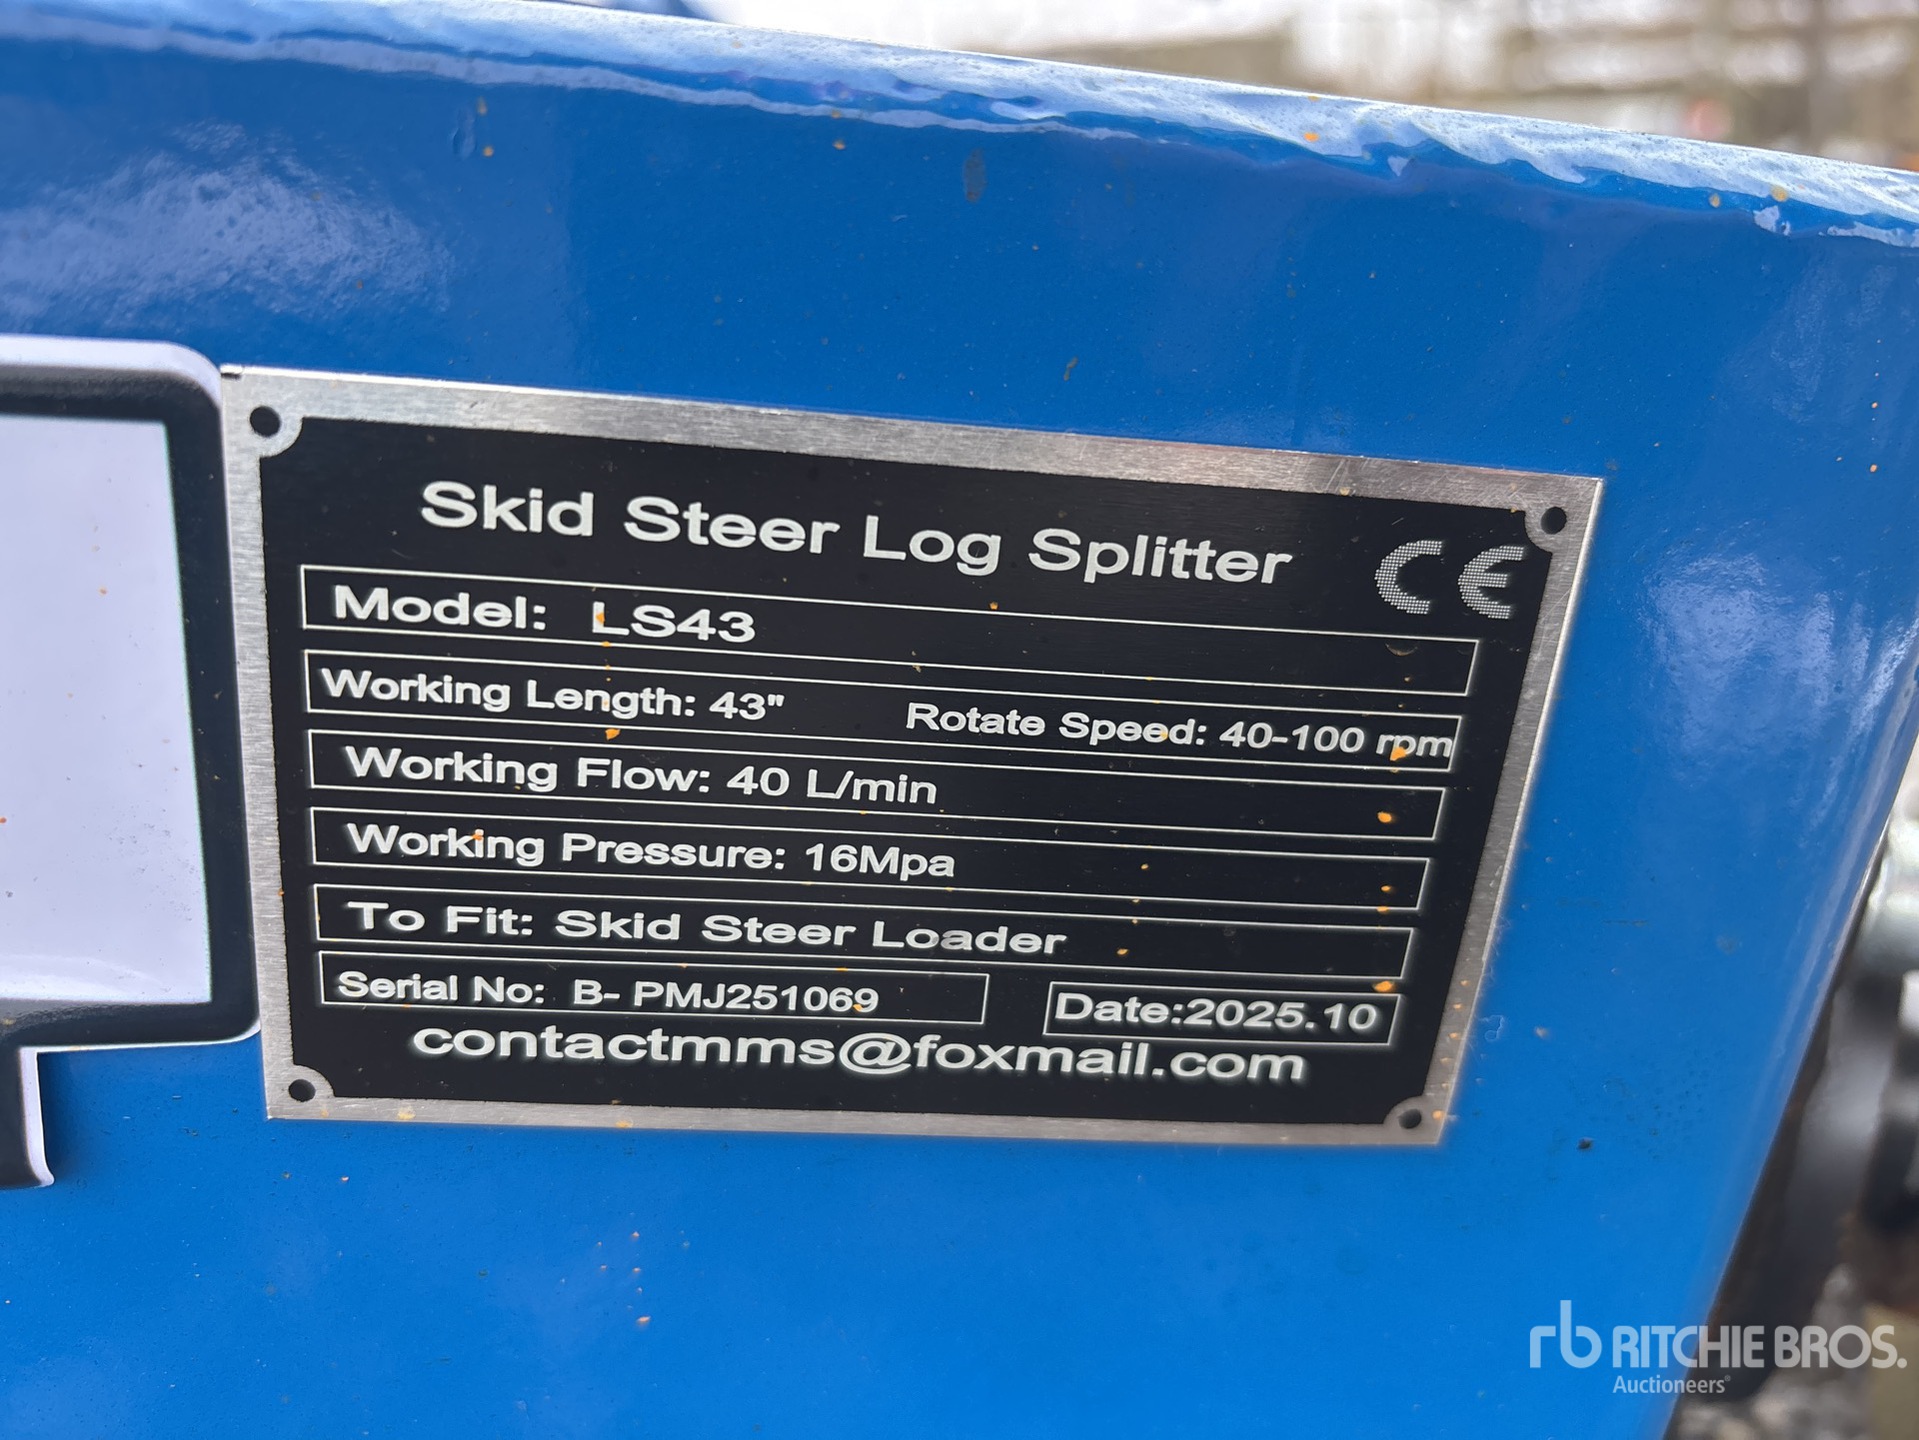 Skid Steer Log Splitter CE
Model: LS43
Working Length: 43" Rotate Speed: 40-100 rpm
Working Flow: 40 L/min
Working Pressure: 16Mpa
To Fit: Skid Steer Loader
Serial No: B- PMJ251069 Date:2025.10
contactmms@foxmail.com
rb RITCHIE BROS.
Auctioneers®